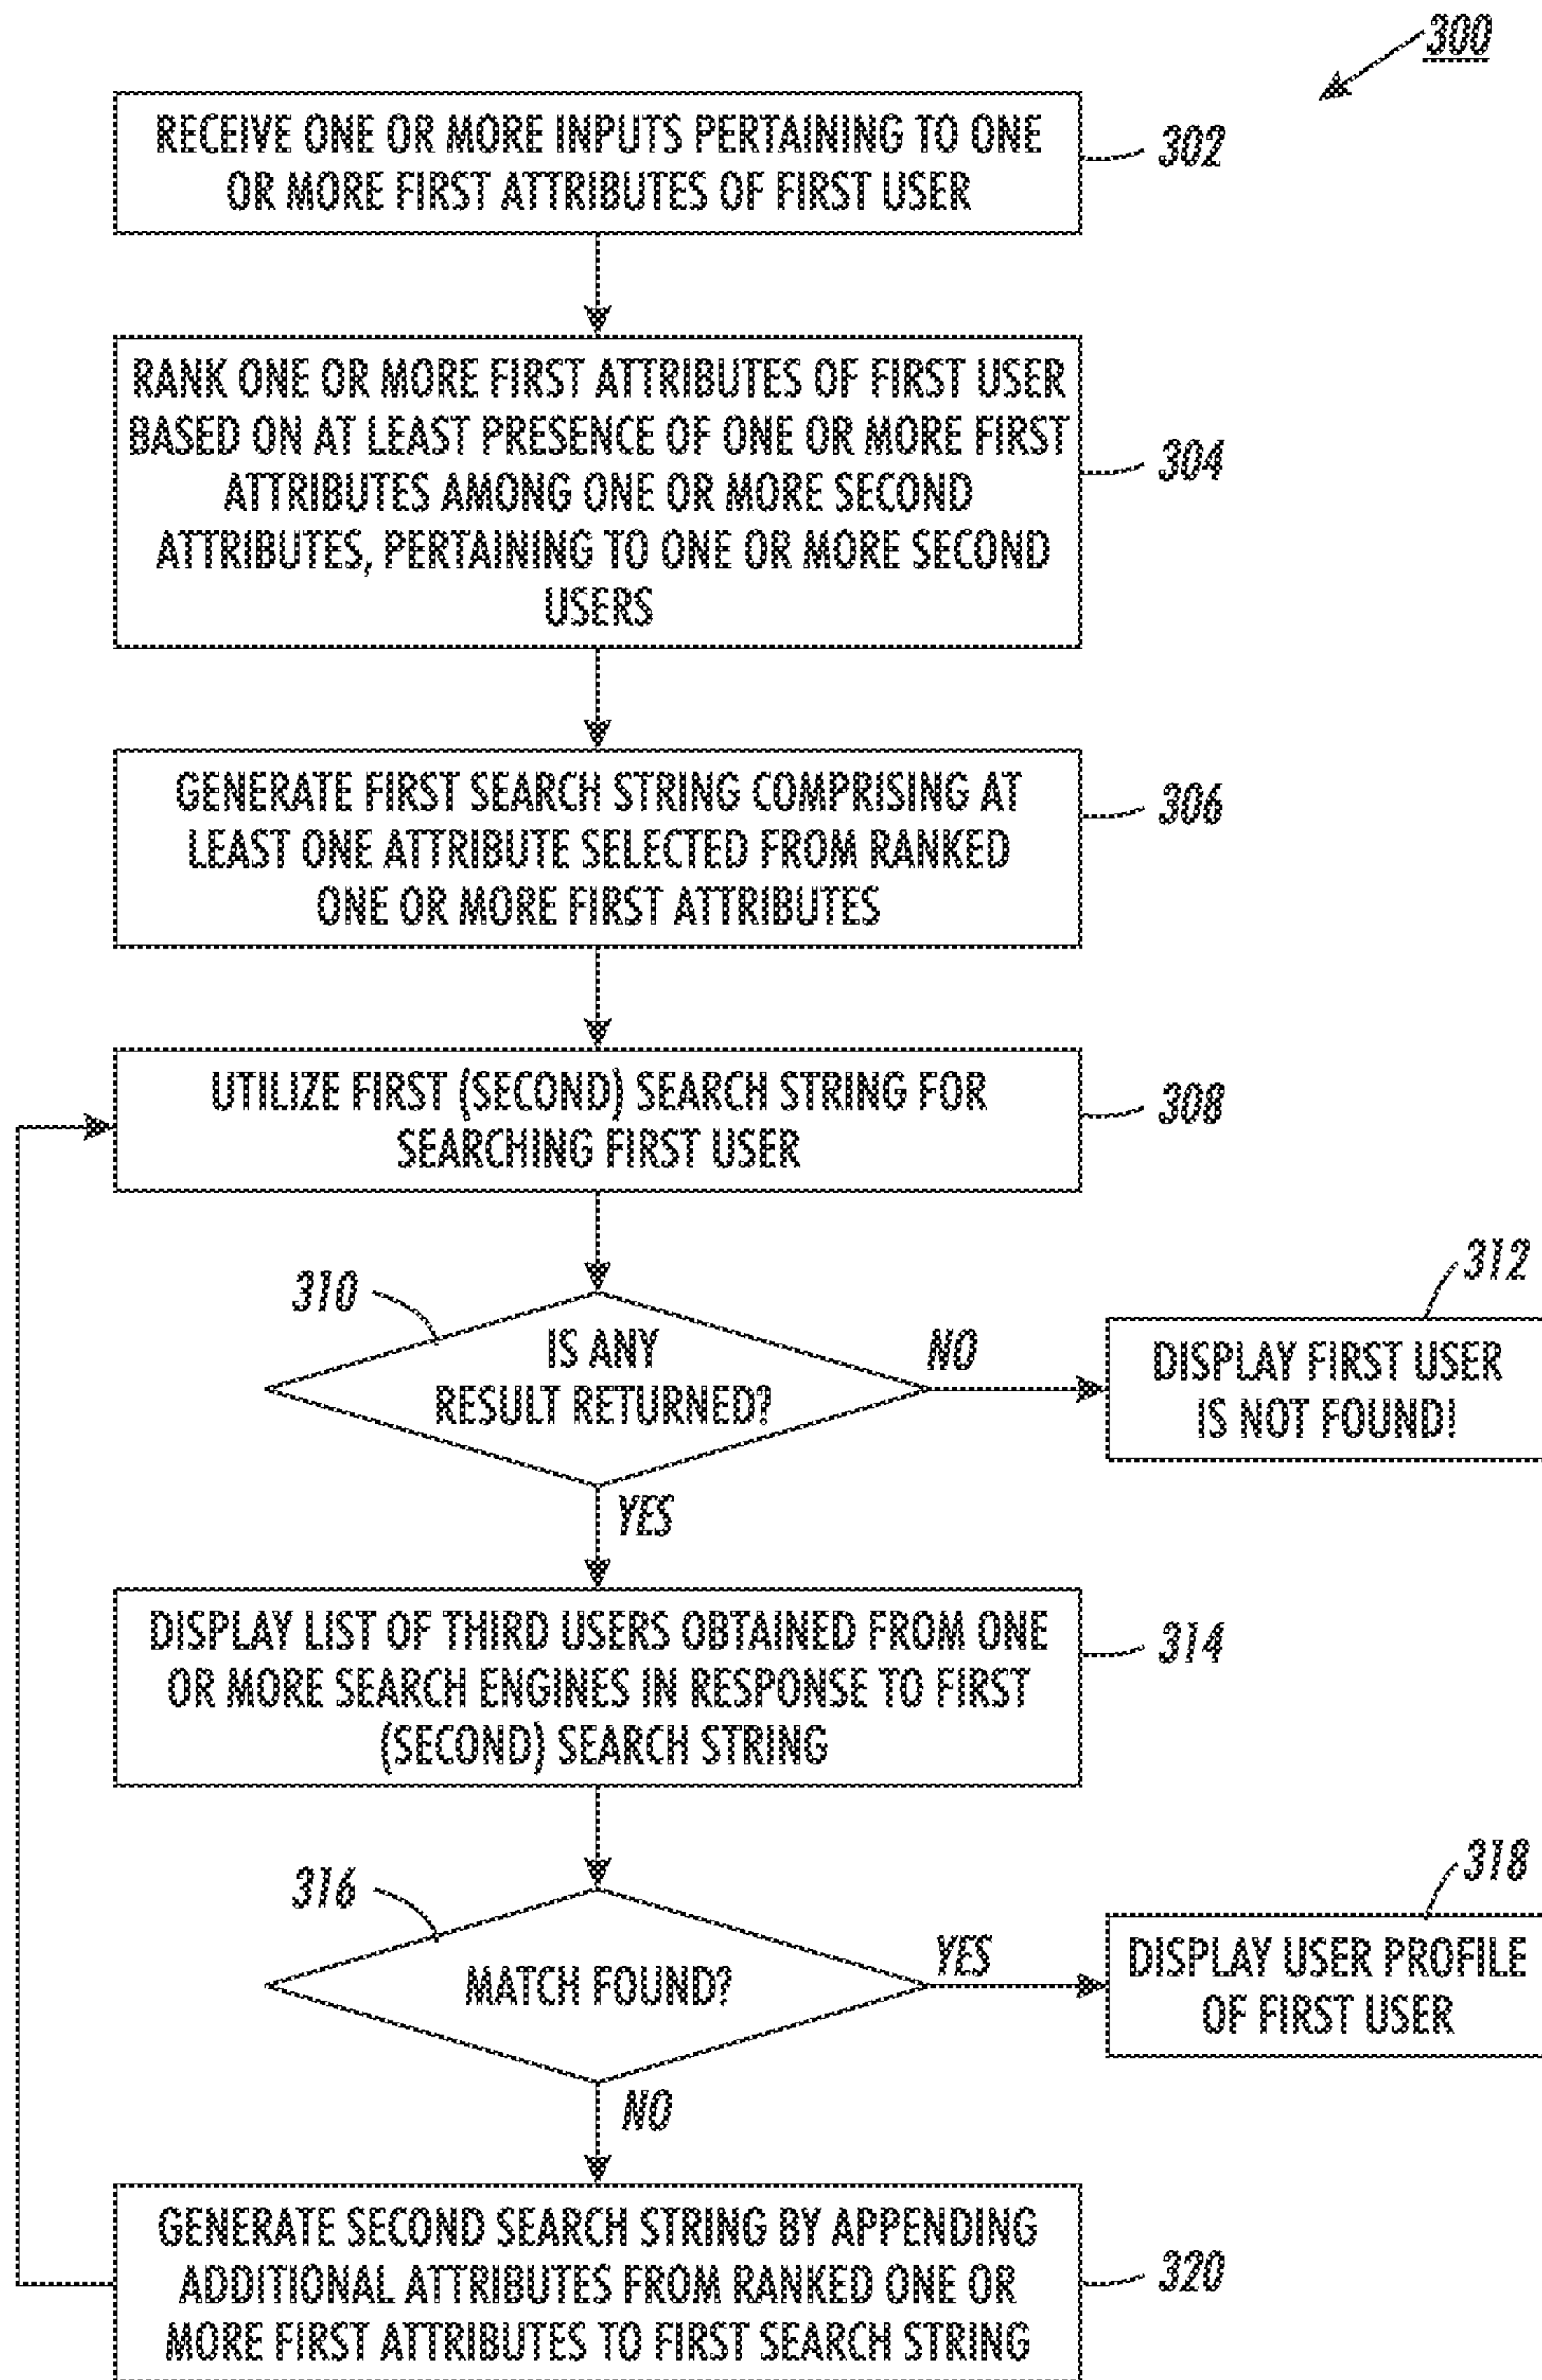 300
RECEIVE ONE OR MORE INPUTS PERTAINING TO ONE
OR MORE FIRST ATTRIBUTES OF FIRST USER
302
RANK ONE OR MORE FIRST ATTRIBUTES OF FIRST USER
BASED ON AT LEAST PRESENCE OF ONE OR MORE FIRST
ATTRIBUTES AMONG ONE OR MORE SECOND
ATTRIBUTES, PERTAINING TO ONE OR MORE SECOND
USERS
304
GENERATE FIRST SEARCH STRING COMPRISING AT
LEAST ONE ATTRIBUTE SELECTED FROM RANKED
ONE OR MORE FIRST ATTRIBUTES
306
UTILIZE FIRST (SECOND) SEARCH STRING FOR
SEARCHING FIRST USER
308
310
IS ANY
RESULT RETURNED?
NO
312
DISPLAY FIRST USER
IS NOT FOUND!
YES
DISPLAY LIST OF THIRD USERS OBTAINED FROM ONE
OR MORE SEARCH ENGINES IN RESPONSE TO FIRST
(SECOND) SEARCH STRING
314
316
MATCH FOUND?
YES
318
DISPLAY USER PROFILE
OF FIRST USER
NO
GENERATE SECOND SEARCH STRING BY APPENDING
ADDITIONAL ATTRIBUTES FROM RANKED ONE OR
MORE FIRST ATTRIBUTES TO FIRST SEARCH STRING
320